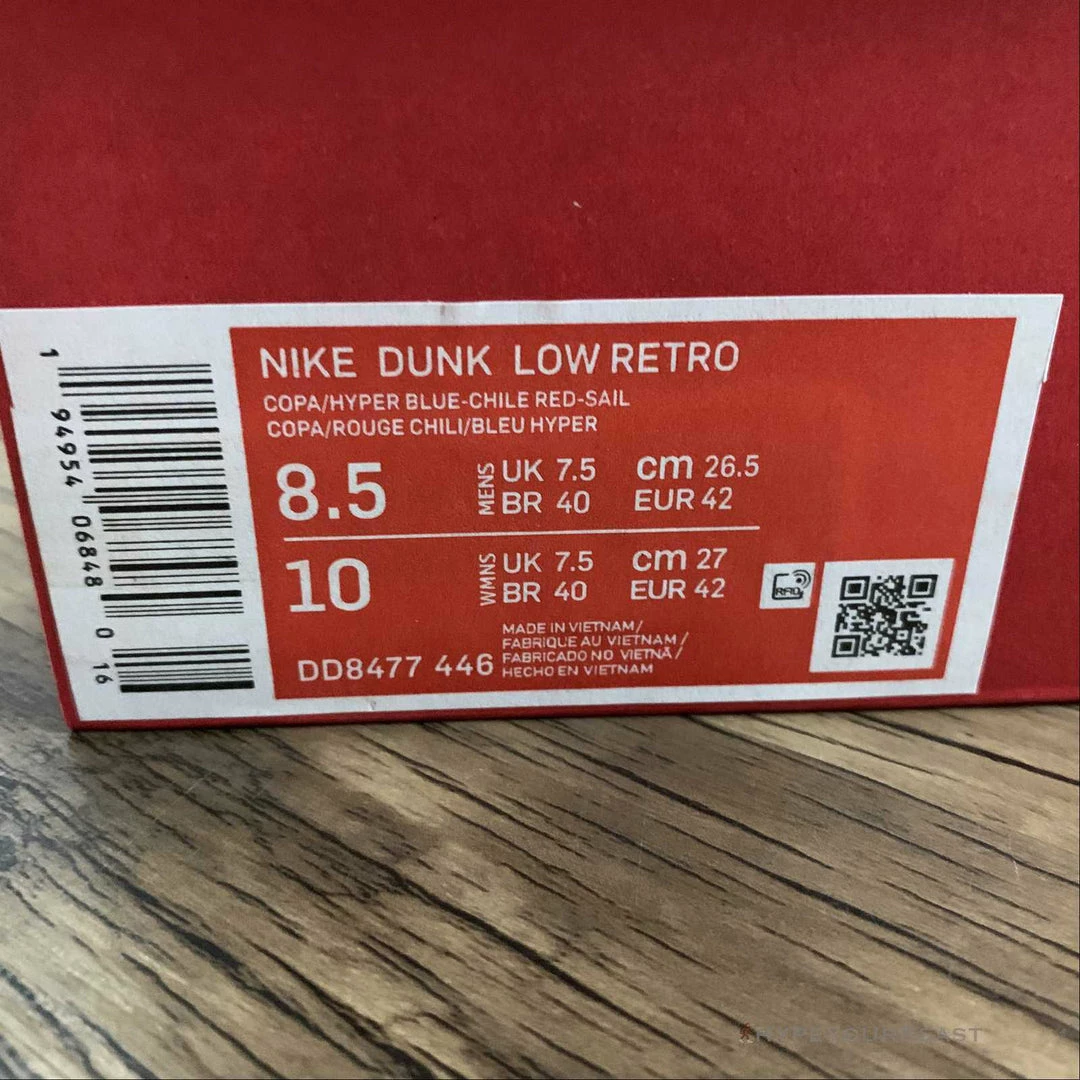 NIKE DUNK LOW RETRO
COPA/HYPER BLUE-CHILE RED-SAIL
COPA/ROUGE CHILI/BLEU HYPER
8.5 MENS UK 7.5 cm 26.5
BR 40 EUR 42
10 WMNS UK 7.5 cm 27
BR 40 EUR 42
RFID
DD8477 446
MADE IN VIETNAM/
FABRIQUE AU VIETNAM/
FABRICADO NO VIETNÃ/
HECHO EN VIETNAM
1 94954 06848 0 16